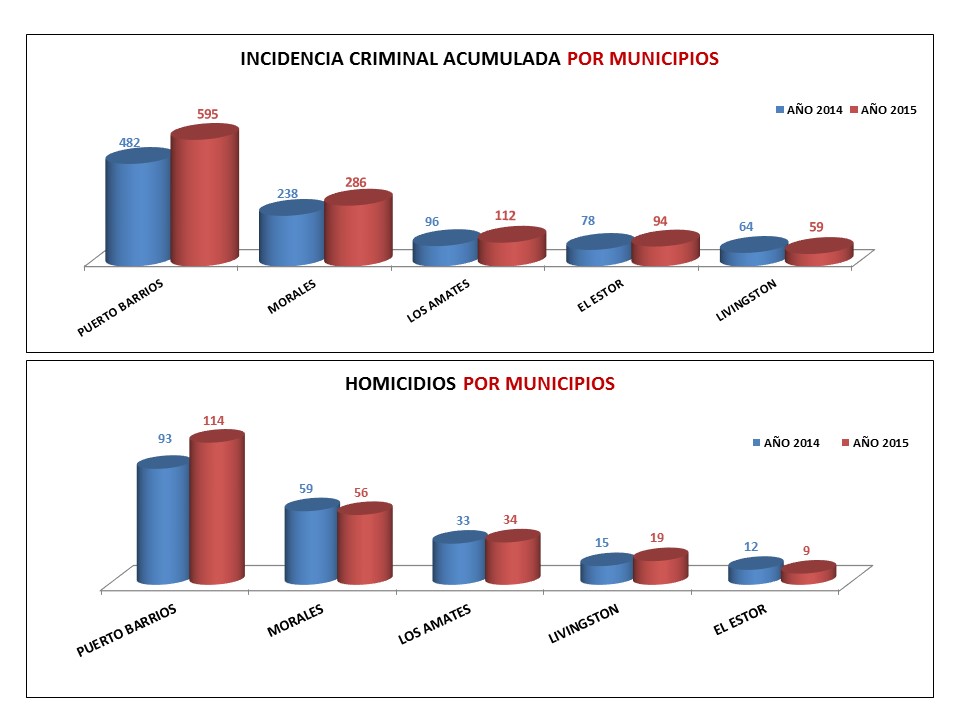 INCIDENCIA CRIMINAL ACUMULADA POR MUNICIPIOS
AÑO 2014 AÑO 2015
482 595 238 286 96 112 78 94 64 59
PUERTO BARRIOS MORALES LOS AMATES EL ESTOR LIVINGSTON
HOMICIDIOS POR MUNICIPIOS
AÑO 2014 AÑO 2015
93 114 59 56 33 34 15 19 12 9
PUERTO BARRIOS MORALES LOS AMATES LIVINGSTON EL ESTOR